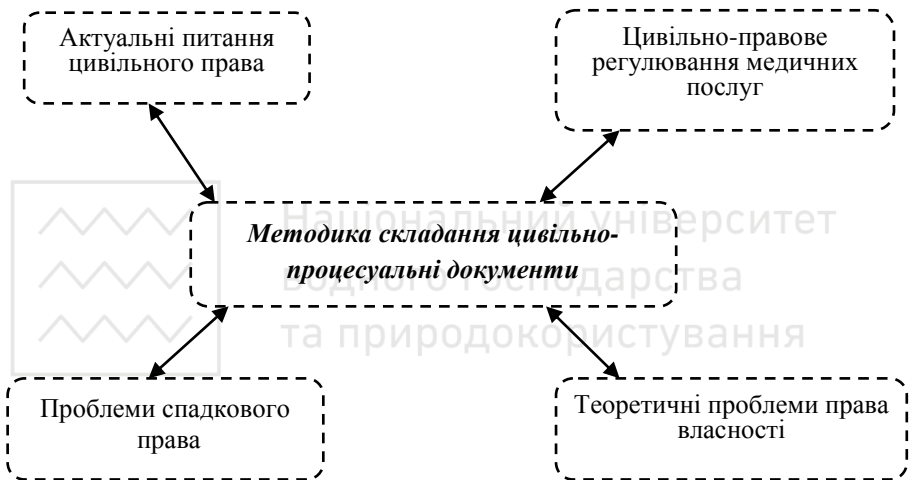 Актуальні питання
цивільного права
Цивільно-правове
регулювання медичних
послуг
Національний університет
водного господарства
та природокористування
Методика складання цивільно-
процесуальні документи
Проблеми спадкового
права
Теоретичні проблеми права
власності